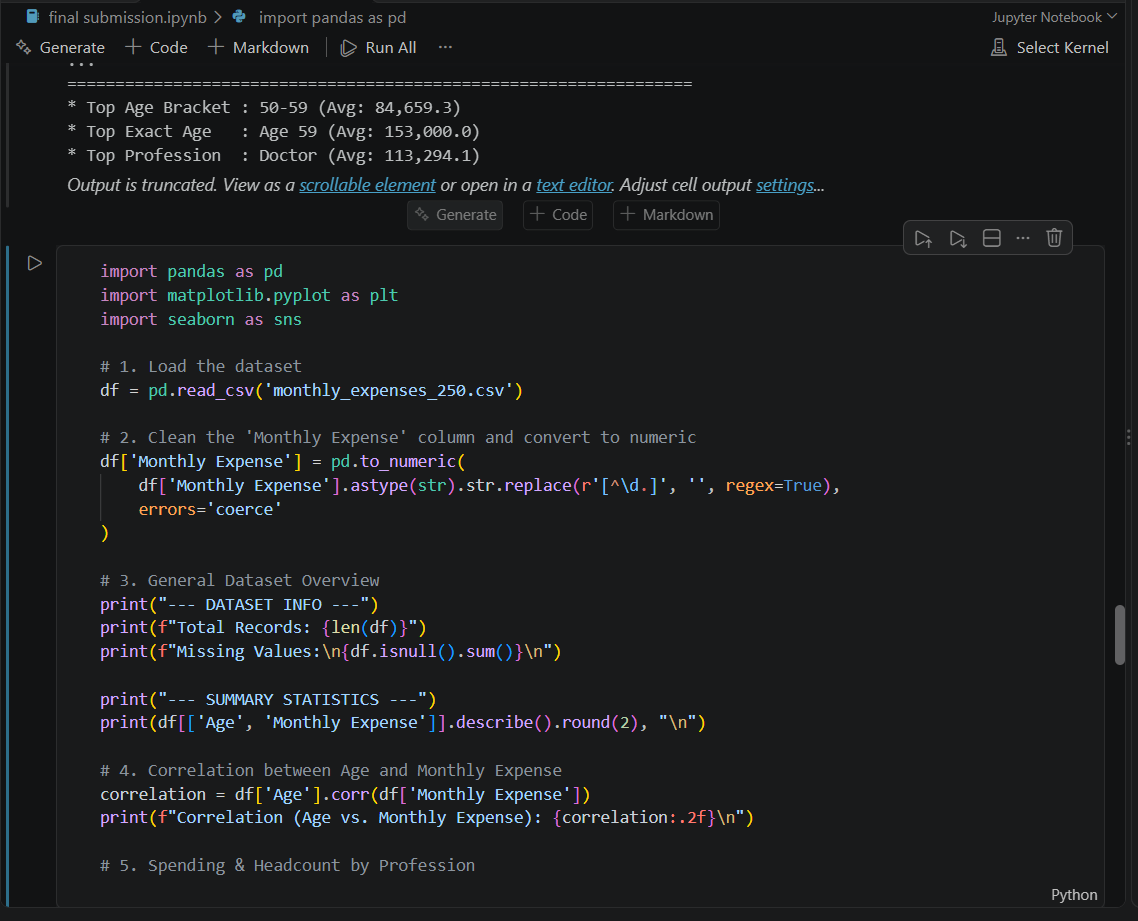 final submission.ipynb > import pandas as pd
Jupyter Notebook
Generate + Code + Markdown Run All ...
Select Kernel
...
=================================================================
* Top Age Bracket : 50-59 (Avg: 84,659.3)
* Top Exact Age   : Age 59 (Avg: 153,000.0)
* Top Profession  : Doctor (Avg: 113,294.1)
Output is truncated. View as a scrollable element or open in a text editor. Adjust cell output settings...
Generate + Code + Markdown
...
import pandas as pd
import matplotlib.pyplot as plt
import seaborn as sns
# 1. Load the dataset
df = pd.read_csv('monthly_expenses_250.csv')
# 2. Clean the 'Monthly Expense' column and convert to numeric
df['Monthly Expense'] = pd.to_numeric(
    df['Monthly Expense'].astype(str).str.replace(r'[^\d.]', '', regex=True),
    errors='coerce'
)
# 3. General Dataset Overview
print("--- DATASET INFO ---")
print(f"Total Records: {len(df)}")
print(f"Missing Values:\n{df.isnull().sum()}\n")
print("--- SUMMARY STATISTICS ---")
print(df[['Age', 'Monthly Expense']].describe().round(2), "\n")
# 4. Correlation between Age and Monthly Expense
correlation = df['Age'].corr(df['Monthly Expense'])
print(f"Correlation (Age vs. Monthly Expense): {correlation:.2f}\n")
# 5. Spending & Headcount by Profession
Python